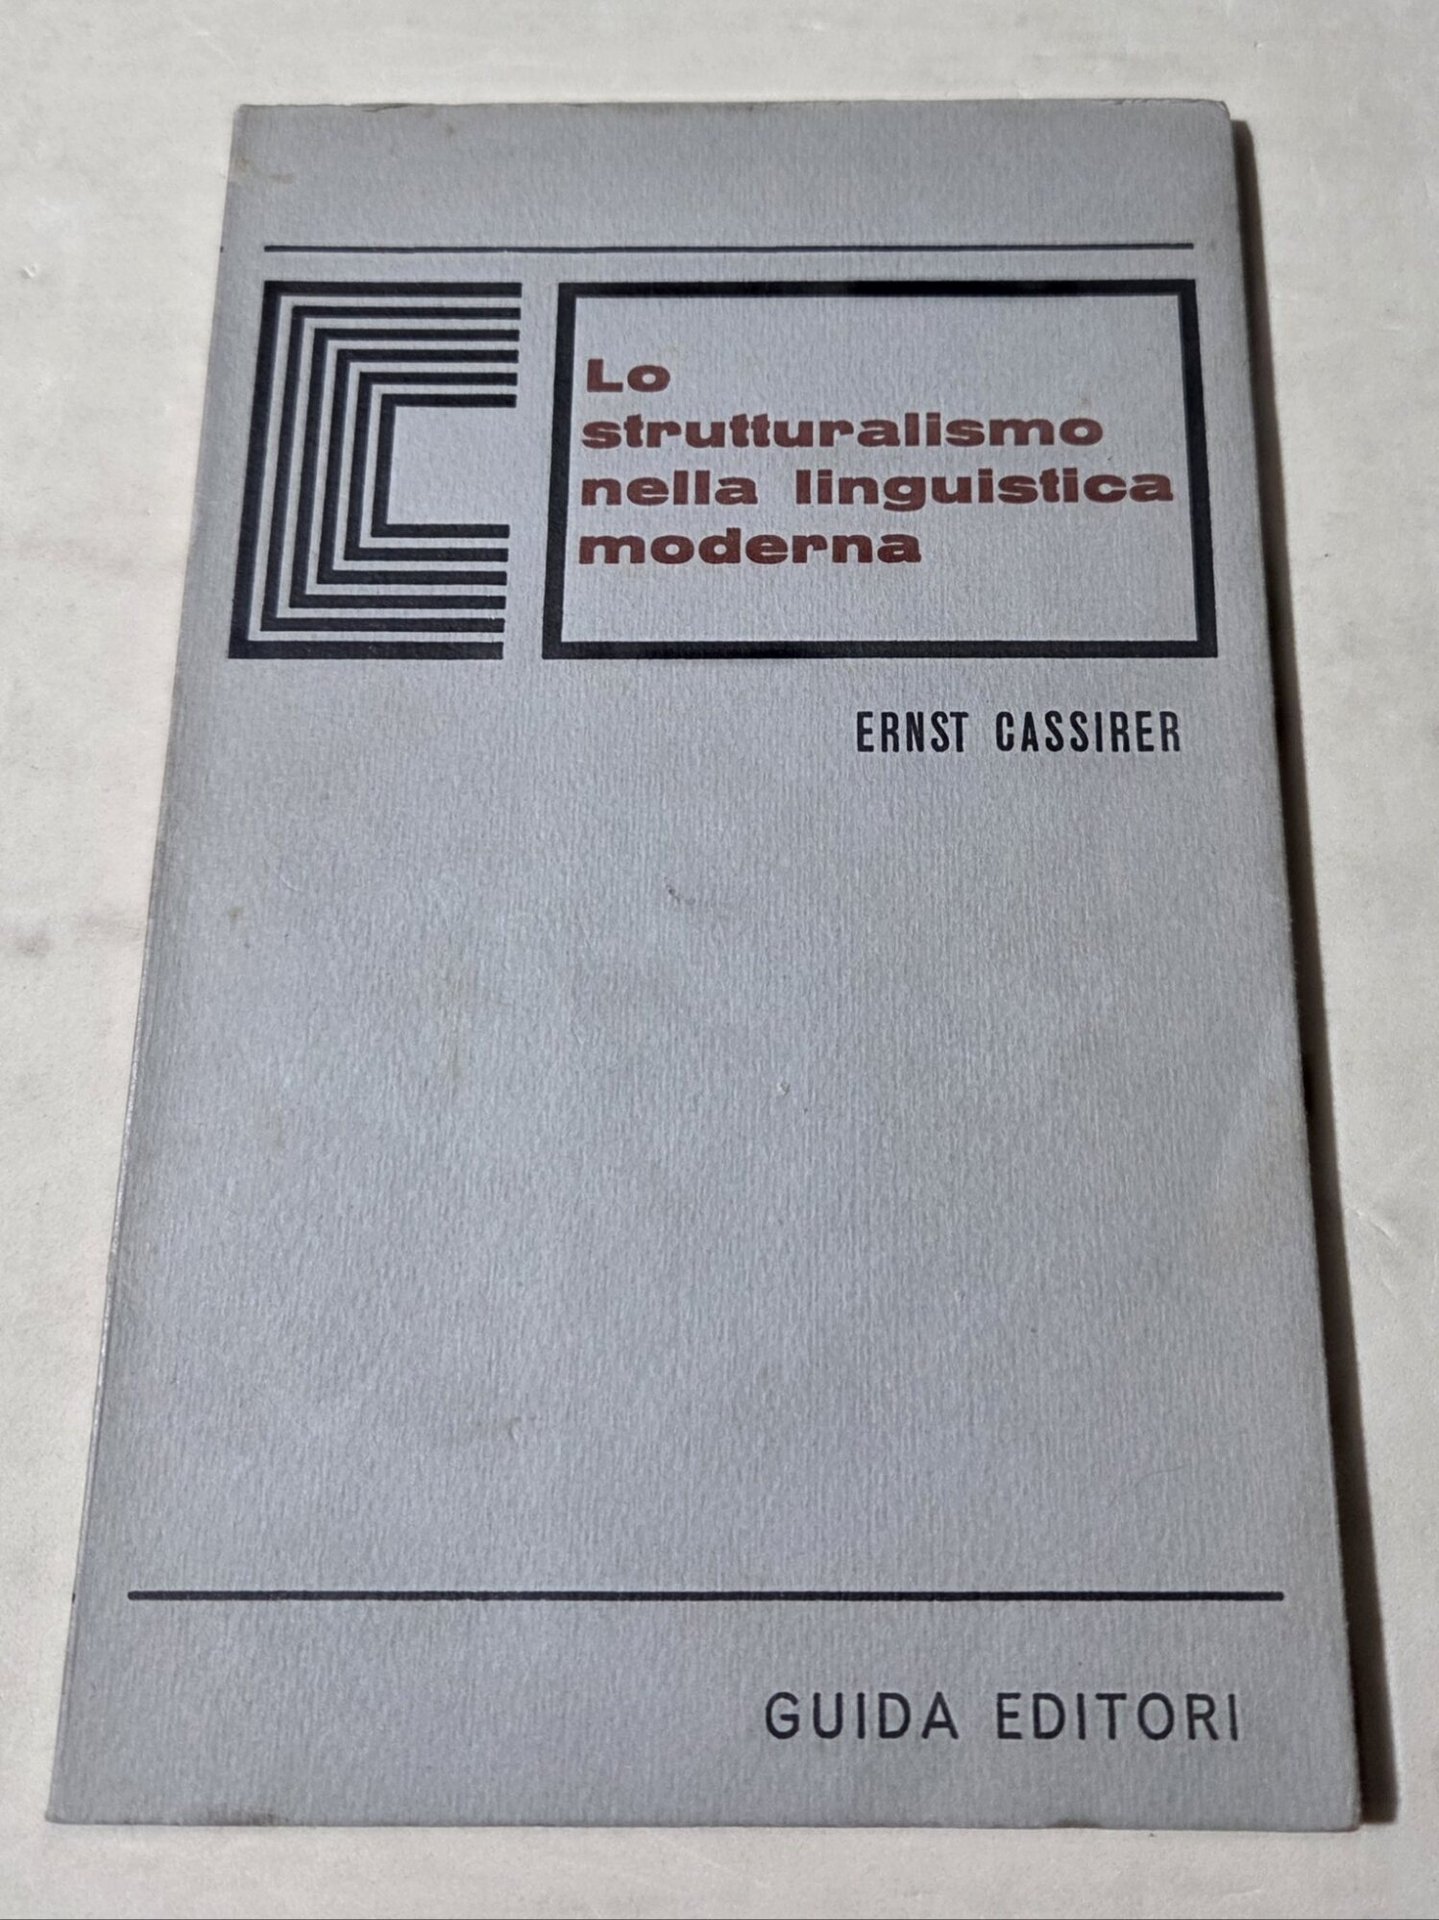 Lo
strutturalismo
nella linguistica
moderna
ERNST CASSIRER
GUIDA EDITORI